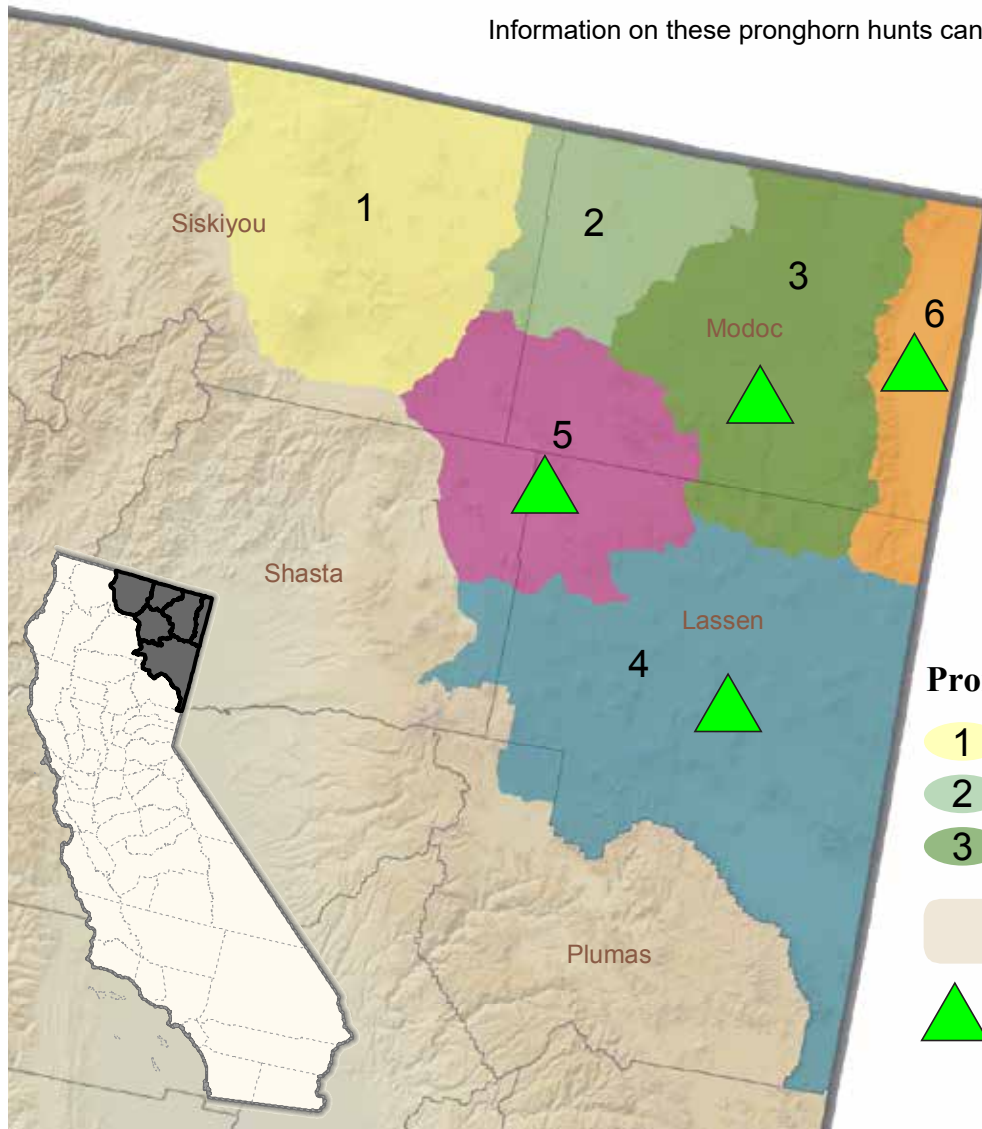 Information on these pronghorn hunts can
1
2
Siskiyou
3
6
Modoc
5
Shasta
Lassen
4
Pro
1
2
3
Plumas